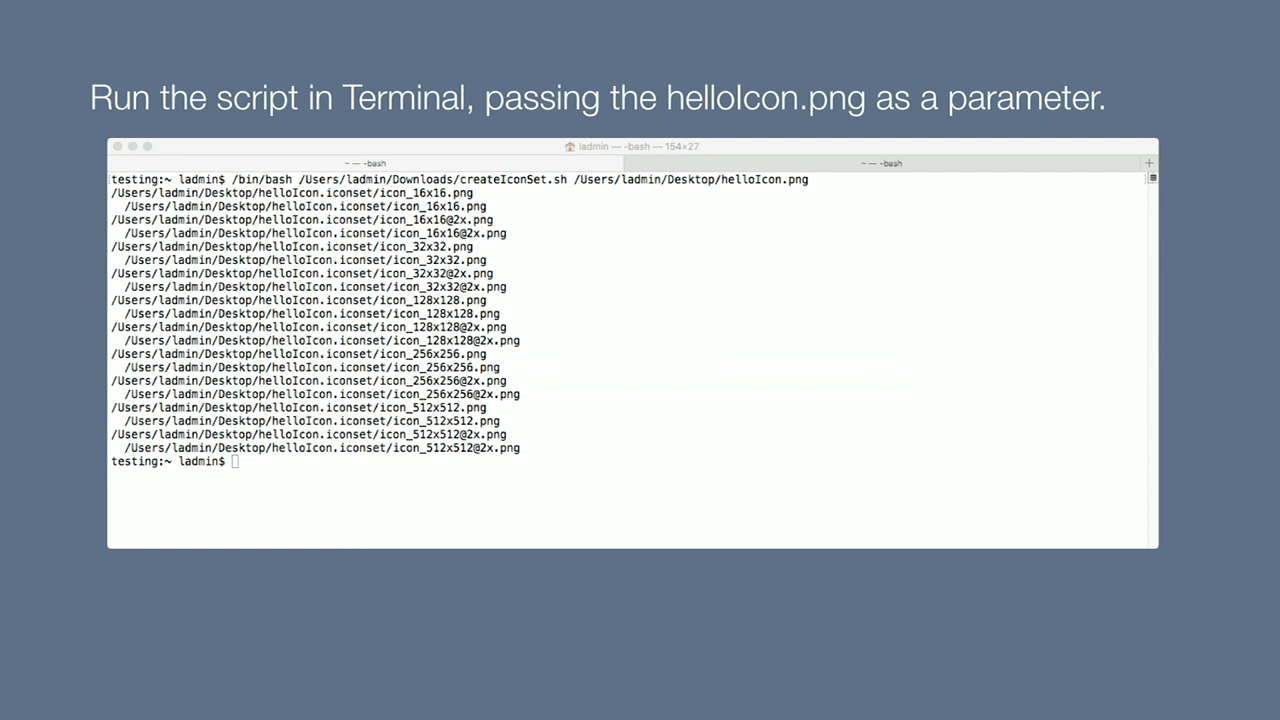 Run the script in Terminal, passing the helloIcon.png as a parameter.
ladmin — -bash — 154×27
~ — -bash
~ — -bash
testing:~ ladmin$ /bin/bash /Users/ladmin/Downloads/createIconSet.sh /Users/ladmin/Desktop/helloIcon.png
/Users/ladmin/Desktop/helloIcon.iconset/icon_16x16.png
/Users/ladmin/Desktop/helloIcon.iconset/icon_16x16.png
/Users/ladmin/Desktop/helloIcon.iconset/icon_16x16@2x.png
/Users/ladmin/Desktop/helloIcon.iconset/icon_16x16@2x.png
/Users/ladmin/Desktop/helloIcon.iconset/icon_32x32.png
/Users/ladmin/Desktop/helloIcon.iconset/icon_32x32.png
/Users/ladmin/Desktop/helloIcon.iconset/icon_32x32@2x.png
/Users/ladmin/Desktop/helloIcon.iconset/icon_32x32@2x.png
/Users/ladmin/Desktop/helloIcon.iconset/icon_128x128.png
/Users/ladmin/Desktop/helloIcon.iconset/icon_128x128.png
/Users/ladmin/Desktop/helloIcon.iconset/icon_128x128@2x.png
/Users/ladmin/Desktop/helloIcon.iconset/icon_128x128@2x.png
/Users/ladmin/Desktop/helloIcon.iconset/icon_256x256.png
/Users/ladmin/Desktop/helloIcon.iconset/icon_256x256.png
/Users/ladmin/Desktop/helloIcon.iconset/icon_256x256@2x.png
/Users/ladmin/Desktop/helloIcon.iconset/icon_256x256@2x.png
/Users/ladmin/Desktop/helloIcon.iconset/icon_512x512.png
/Users/ladmin/Desktop/helloIcon.iconset/icon_512x512.png
/Users/ladmin/Desktop/helloIcon.iconset/icon_512x512@2x.png
/Users/ladmin/Desktop/helloIcon.iconset/icon_512x512@2x.png
testing:~ ladmin$